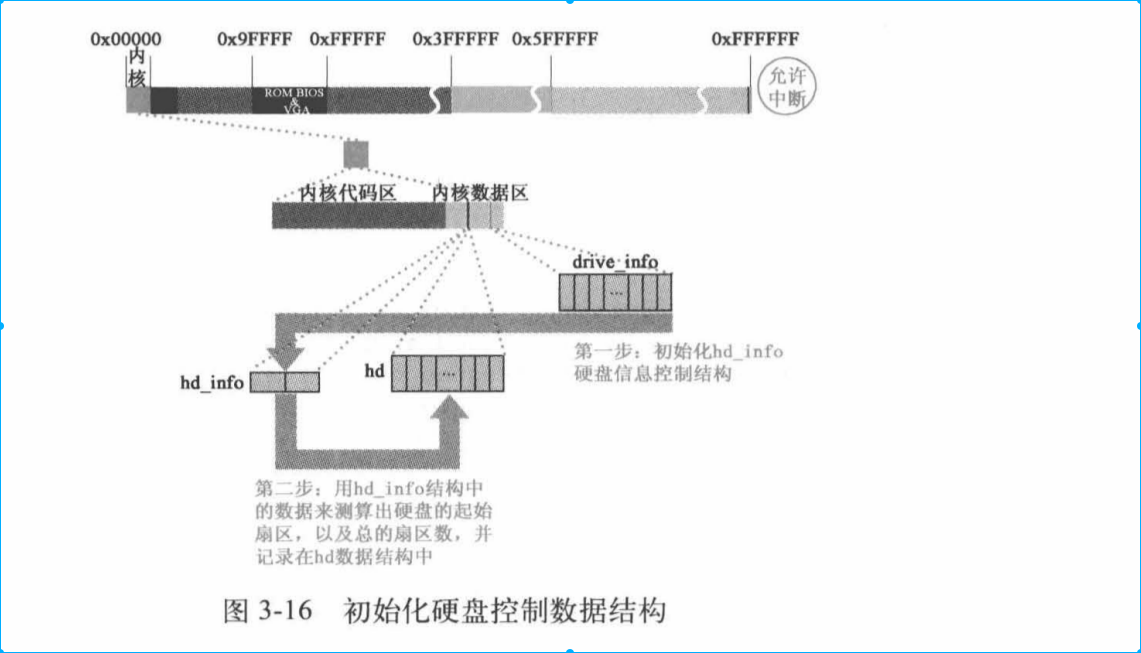 0x00000 0x9FFFF 0xFFFFF 0x3FFFFF 0x5FFFFF 0xFFFFFF
内
核
ROM BIOS
&
VGA
允许
中断
内核代码区 内核数据区
drive_info
...
第一步：初始化hd_info
硬盘信息控制结构
hd_info
hd
...
第二步：用hd_info结构中
的数据来测算出硬盘的起始
扇区，以及总的扇区数，并
记录在hd数据结构中
图 3-16 初始化硬盘控制数据结构